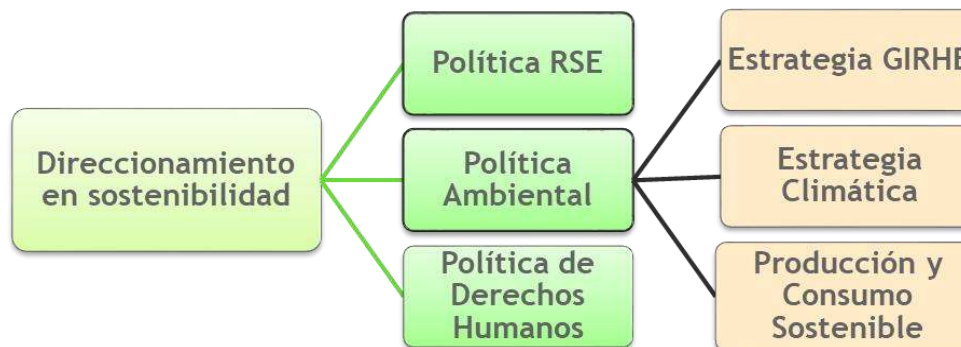 Direccionamiento
en sostenibilidad
Política RSE
Política
Ambiental
Política de
Derechos
Humanos
Estrategia GIRHE
Estrategia
Climática
Producción y
Consumo
Sostenible